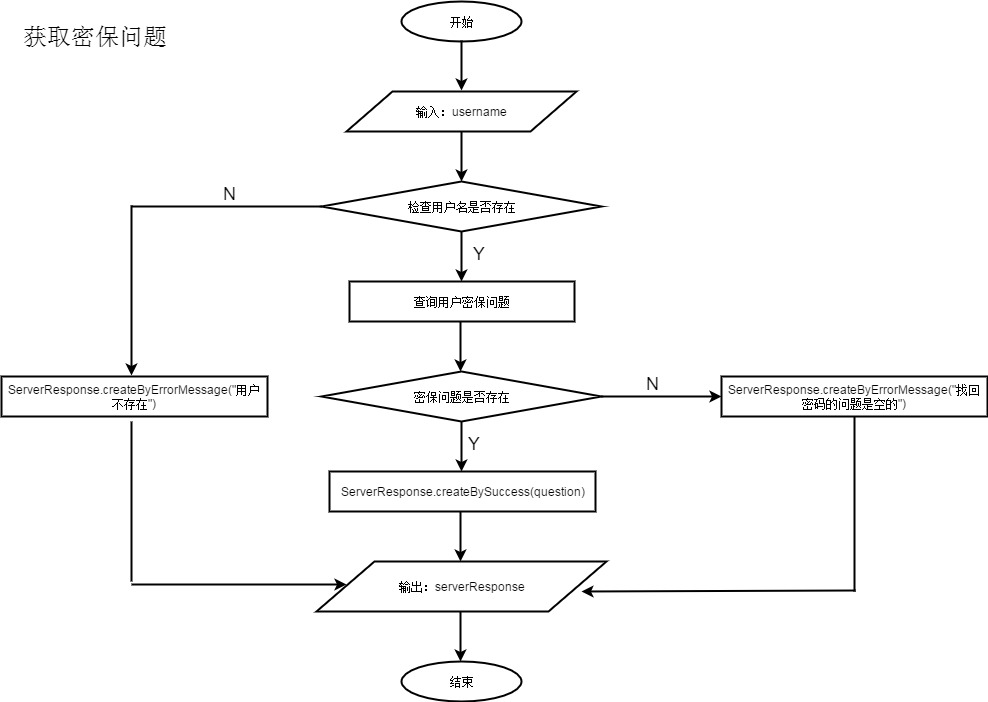 获取密保问题
开始
输入：username
N
检查用户名是否存在
Y
查询用户密保问题
ServerResponse.createByErrorMessage("用户
不存在")
密保问题是否存在
N
ServerResponse.createByErrorMessage("找回
密码的问题是空的")
Y
ServerResponse.createBySuccess(question)
输出：serverResponse
结束